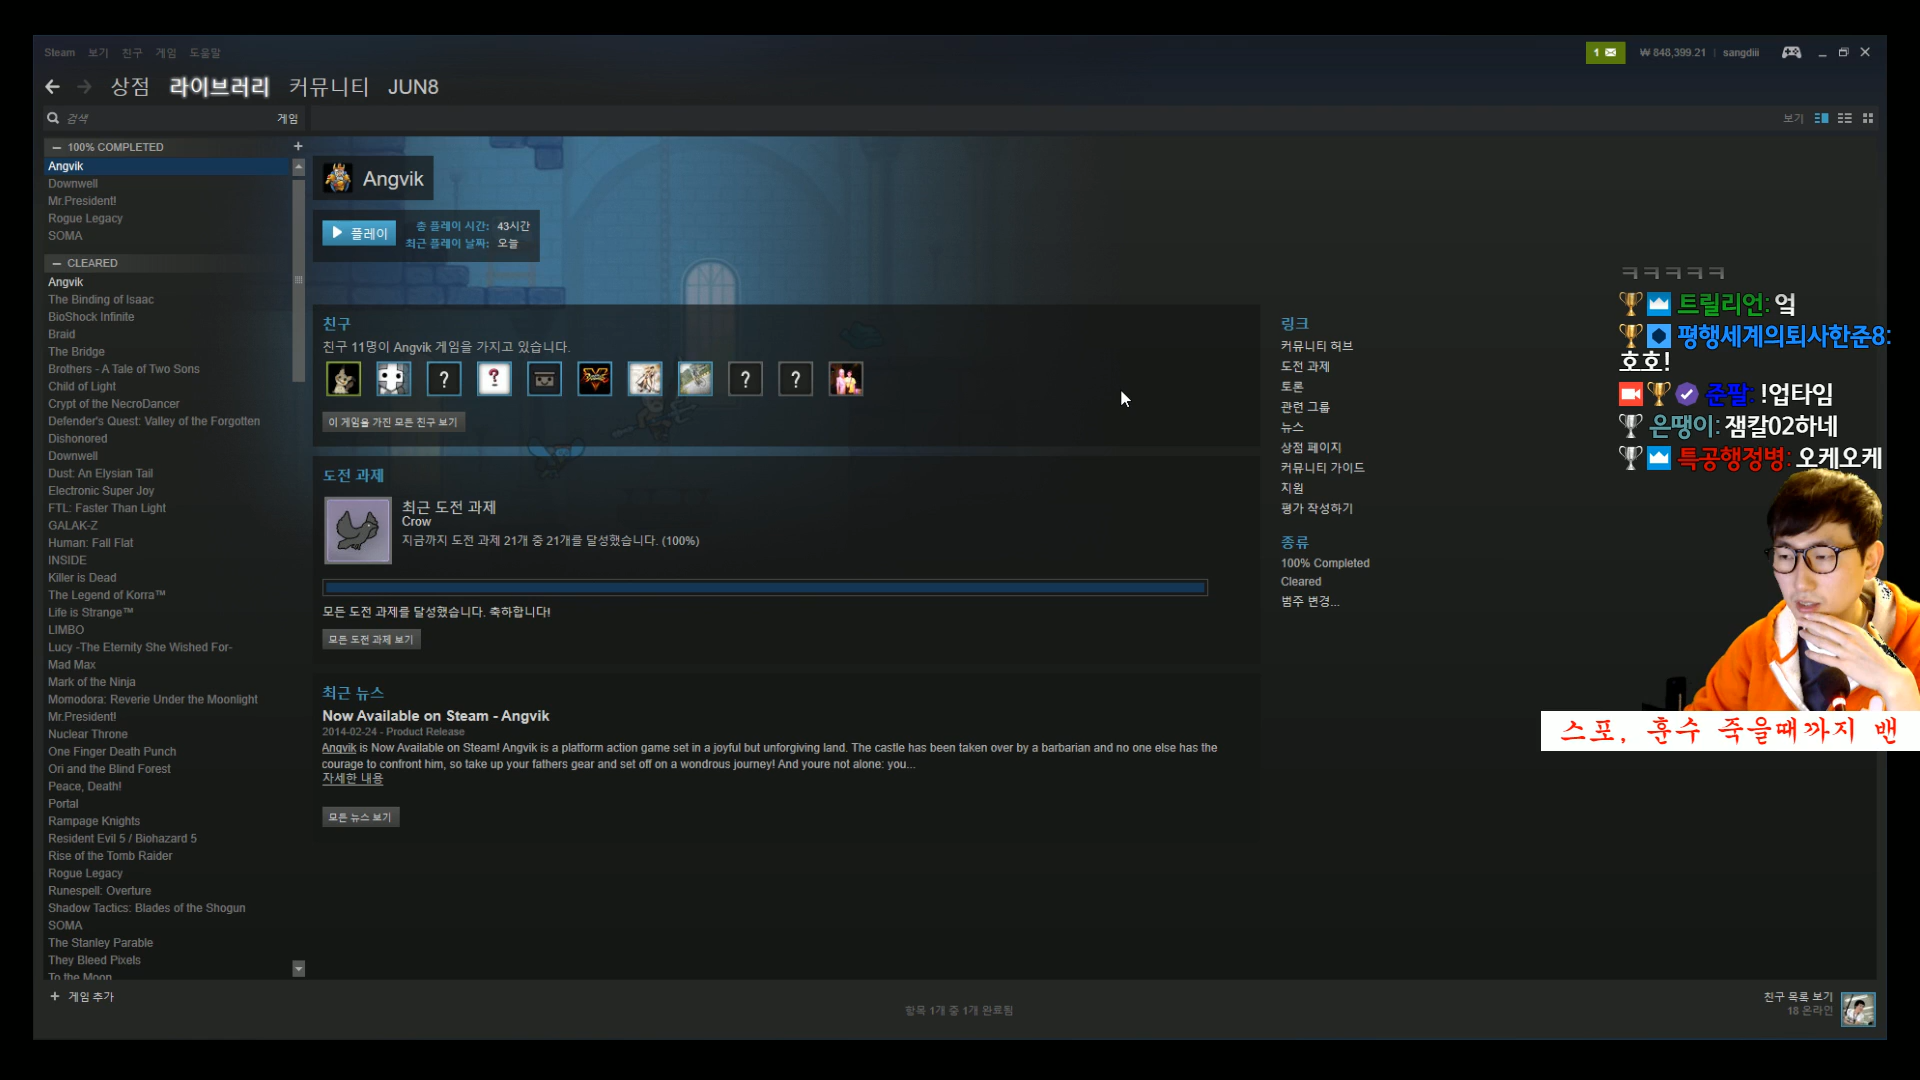 Steam 보기 친구 게임 도움말
1
₩ 848,399.21 | sangdiii
상점 라이브러리 커뮤니티 JUN8
검색 게임
보기
100% COMPLETED
Angvik
Downwell
Mr.President!
Rogue Legacy
SOMA
CLEARED
Angvik
The Binding of Isaac
BioShock Infinite
Braid
The Bridge
Brothers - A Tale of Two Sons
Child of Light
Crypt of the NecroDancer
Defender's Quest: Valley of the Forgotten
Dishonored
Downwell
Dust: An Elysian Tail
Electronic Super Joy
FTL: Faster Than Light
GALAK-Z
Human: Fall Flat
INSIDE
Killer is Dead
The Legend of Korra™
Life is Strange™
LIMBO
Lucy -The Eternity She Wished For-
Mad Max
Mark of the Ninja
Momodora: Reverie Under the Moonlight
Mr.President!
Nuclear Throne
One Finger Death Punch
Ori and the Blind Forest
Peace, Death!
Portal
Rampage Knights
Resident Evil 5 / Biohazard 5
Rise of the Tomb Raider
Rogue Legacy
Runespell: Overture
Shadow Tactics: Blades of the Shogun
SOMA
The Stanley Parable
They Bleed Pixels
To the Moon
게임 추가
Angvik
플레이
총 플레이 시간: 43시간
최근 플레이 날짜: 오늘
친구
친구 11명이 Angvik 게임을 가지고 있습니다.
이 게임을 가진 모든 친구 보기
도전 과제
최근 도전 과제
Crow
지금까지 도전 과제 21개 중 21개를 달성했습니다. (100%)
모든 도전 과제를 달성했습니다. 축하합니다!
모든 도전 과제 보기
최근 뉴스
Now Available on Steam - Angvik
2014-02-24 - Product Release
Angvik is Now Available on Steam! Angvik is a platform action game set in a joyful but unforgiving land. The castle has been taken over by a barbarian and no one else has the
courage to confront him, so take up your fathers gear and set off on a wondrous journey! And youre not alone: you...
자세한 내용
모든 뉴스 보기
링크
커뮤니티 허브
도전 과제
토론
관련 그룹
뉴스
상점 페이지
커뮤니티 가이드
지원
평가 작성하기
종류
100% Completed
Cleared
범주 변경...
ㅋㅋㅋㅋㅋ
트릴리언: 엌
평행세계의퇴사한준8:
호호!
준팔: !업타임
은땡이: 잼칼02하네
특공행정병: 오케오케
스포, 훈수 죽을때까지 밴
항목 1개 중 1개 완료됨
친구 목록 보기
18 온라인